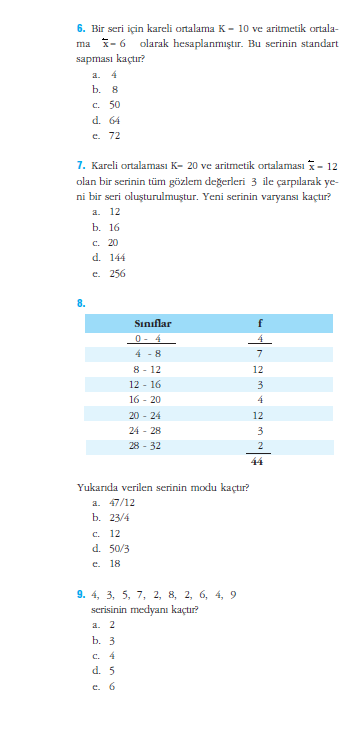 6. Bir seri için kareli ortalama K = 10 ve aritmetik ortala-
ma x̄ = 6 olarak hesaplanmıştır. Bu serinin standart
sapması kaçtır?
a. 4
b. 8
c. 50
d. 64
e. 72
7. Kareli ortalaması K= 20 ve aritmetik ortalaması x̄ = 12
olan bir serinin tüm gözlem değerleri 3 ile çarpılarak ye-
ni bir seri oluşturulmuştur. Yeni serinin varyansı kaçtır?
a. 12
b. 16
c. 20
d. 144
e. 256
8.
Sınıflar f
0 - 4 4
4 - 8 7
8 - 12 12
12 - 16 3
16 - 20 4
20 - 24 12
24 - 28 3
28 - 32 2
44
Yukarıda verilen serinin modu kaçtır?
a. 47/12
b. 23/4
c. 12
d. 50/3
e. 18
9. 4, 3, 5, 7, 2, 8, 2, 6, 4, 9
serisinin medyanı kaçtır?
a. 2
b. 3
c. 4
d. 5
e. 6